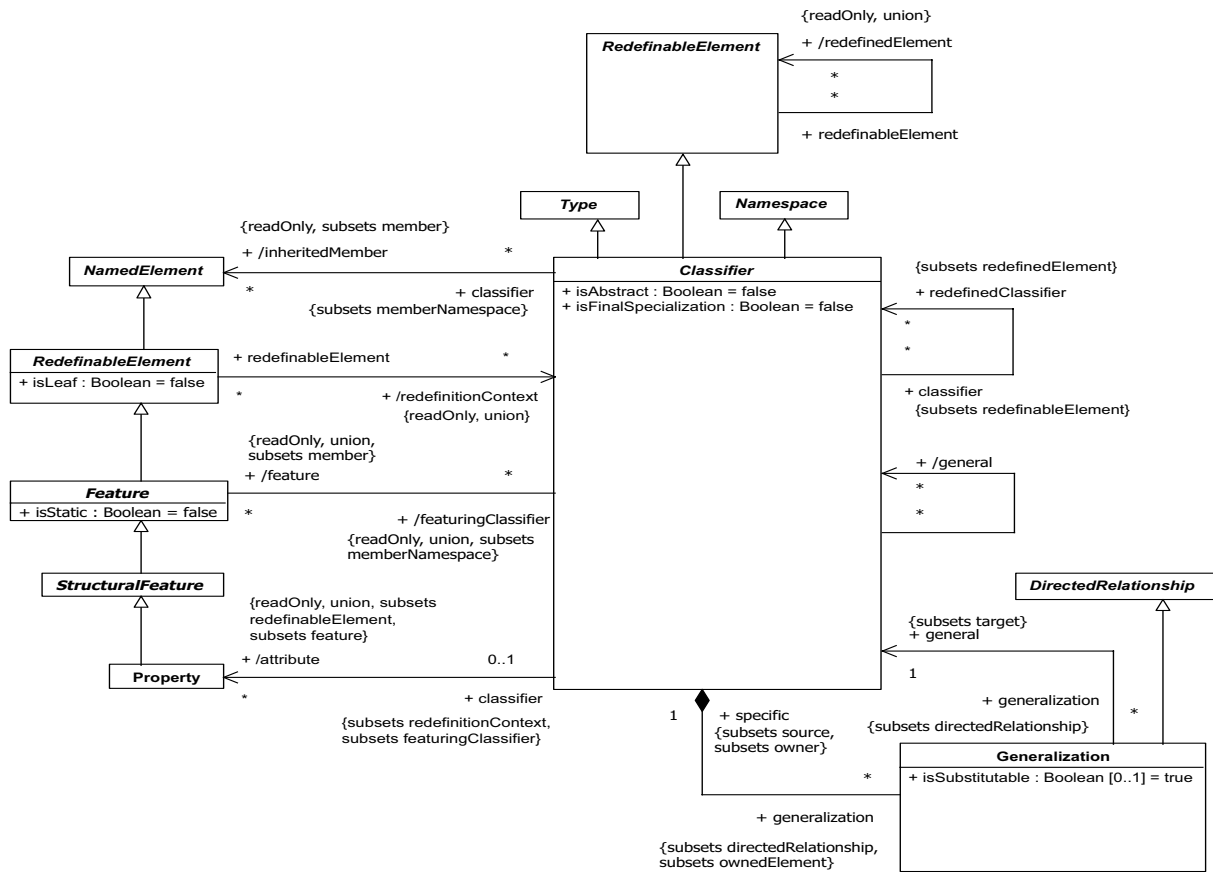 {readOnly, union}
+ /redefinedElement
RedefinableElement
*
*
+ redefinableElement
Type
Namespace
{readOnly, subsets member}
+ /inheritedMember
*
NamedElement
*
+ classifier
{subsets memberNamespace}
Classifier
+ isAbstract : Boolean = false
+ isFinalSpecialization : Boolean = false
{subsets redefinedElement}
+ redefinedClassifier
*
*
+ classifier
{subsets redefinableElement}
RedefinableElement
+ isLeaf : Boolean = false
+ redefinableElement
*
*
+ /redefinitionContext
{readOnly, union}
{readOnly, union,
subsets member}
+ /feature
*
Feature
+ isStatic : Boolean = false
*
+ /featuringClassifier
{readOnly, union, subsets
memberNamespace}
+ /general
*
*
StructuralFeature
DirectedRelationship
{readOnly, union, subsets
redefinableElement,
subsets feature}
+ /attribute
0..1
Property
*
+ classifier
{subsets redefinitionContext,
subsets featuringClassifier}
{subsets target}
+ general
1
+ generalization
*
{subsets directedRelationship}
1
+ specific
{subsets source,
subsets owner}
*
+ generalization
{subsets directedRelationship,
subsets ownedElement}
Generalization
+ isSubstitutable : Boolean [0..1] = true